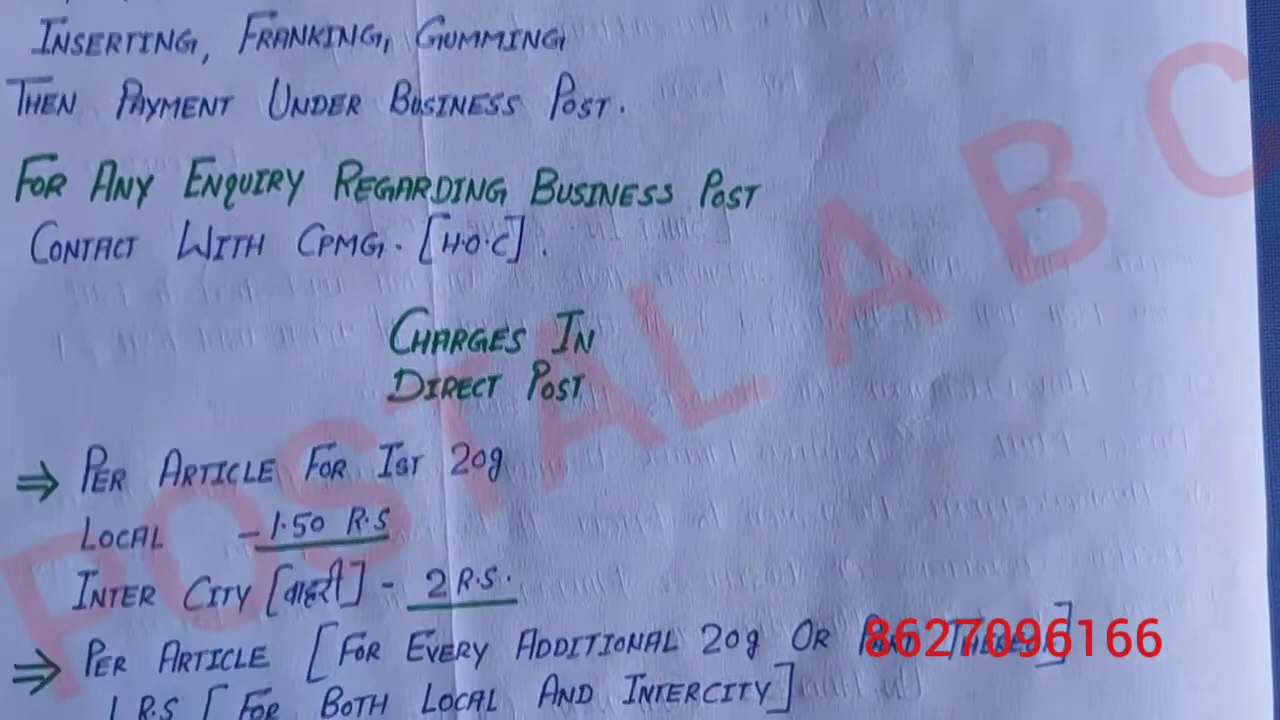 INSERTING, FRANKING, GUMMING
THEN PAYMENT UNDER BUSINESS POST.
FOR ANY ENQUIRY REGARDING BUSINESS POST
CONTACT WITH CPMG. [H.O.C].
CHARGES IN
DIRECT POST
⇒ PER ARTICLE FOR Ist 20g
LOCAL - 1.50 R.S
INTER CITY [बाहरी] - 2 R.S.
⇒ PER ARTICLE [FOR EVERY ADDITIONAL 20g OR ]
1 R.S [FOR BOTH LOCAL AND INTERCITY]
8627096166
POSTAL ABC